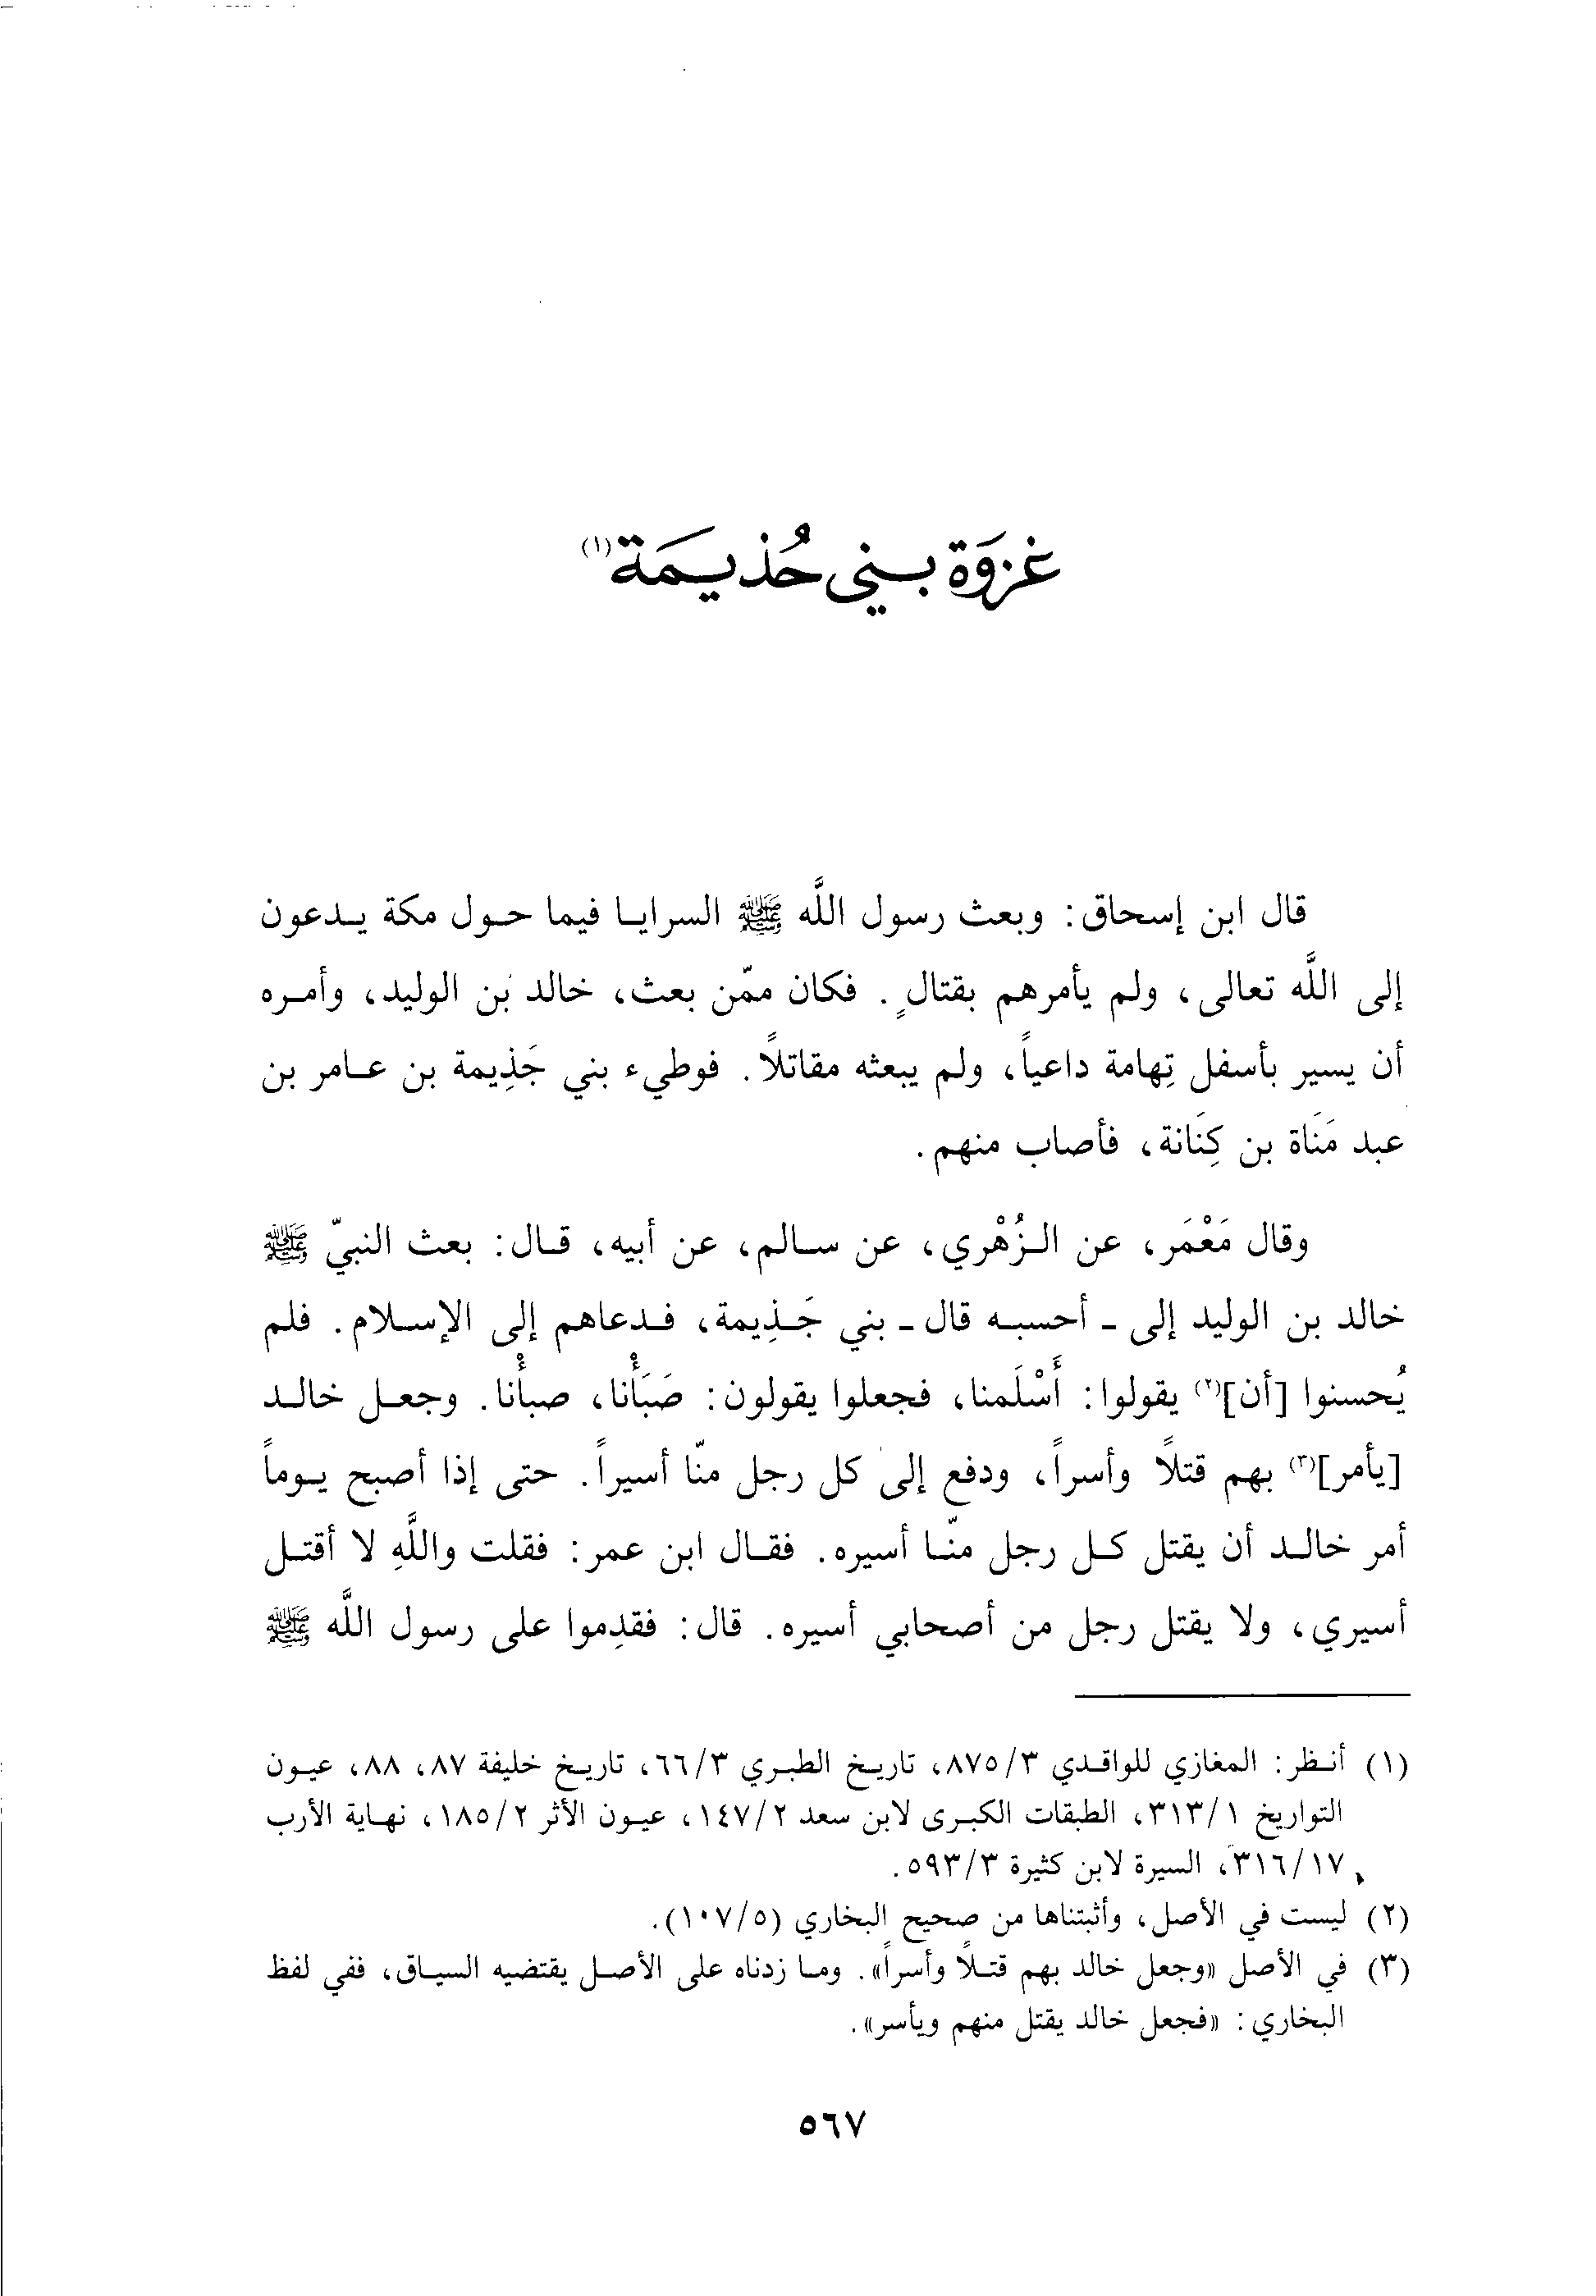 غزوة بني حُذيمة(١)
قال ابن إسحاق: وبعث رسول اللَّه ﷺ السرايا فيما حول مكة يدعون
إلى اللَّه تعالى، ولم يأمرهم بقتالٍ. فكان ممّن بعث، خالد بن الوليد، وأمره
أن يسير بأسفل تِهامة داعياً، ولم يبعثه مقاتلاً. فوطيء بني جَذِيمة بن عامر بن
عبد مَنَاة بن كِنَانة، فأصاب منهم.
وقال مَعْمَر، عن الزُهْري، عن سالم، عن أبيه، قال: بعث النبيّ ﷺ
خالد بن الوليد إلى - أحسبه قال - بني جَذِيمة، فدعاهم إلى الإسلام. فلم
يُحسنوا [أن](٢) يقولوا: أَسْلَمنا، فجعلوا يقولون: صَبَأْنا، صبأْنا. وجعل خالد
[يأمر](٣) بهم قتلاً وأسراً، ودفع إلى كل رجل منّا أسيراً. حتى إذا أصبح يوماً
أمر خالد أن يقتل كل رجل منّا أسيره. فقال ابن عمر: فقلت واللَّهِ لا أقتل
أسيري، ولا يقتل رجل من أصحابي أسيره. قال: فقدِموا على رسول اللَّه ﷺ
(١) أنظر: المغازي للواقدي ٨٧٥/٣، تاريخ الطبري ٦٦/٣، تاريخ خليفة ٨٧، ٨٨، عيون
التواريخ ٣١٣/١، الطبقات الكبرى لابن سعد ١٤٧/٢، عيون الأثر ١٨٥/٢، نهاية الأرب
٣١٦/١٧، السيرة لابن كثيرة ٥٩٣/٣.
(٢) ليست في الأصل، وأثبتناها من صحيح البخاري (١٠٧/٥).
(٣) في الأصل «وجعل خالد بهم قتلاً وأسراً». وما زدناه على الأصل يقتضيه السياق، ففي لفظ
البخاري: «فجعل خالد يقتل منهم ويأسر».
٥٦٧